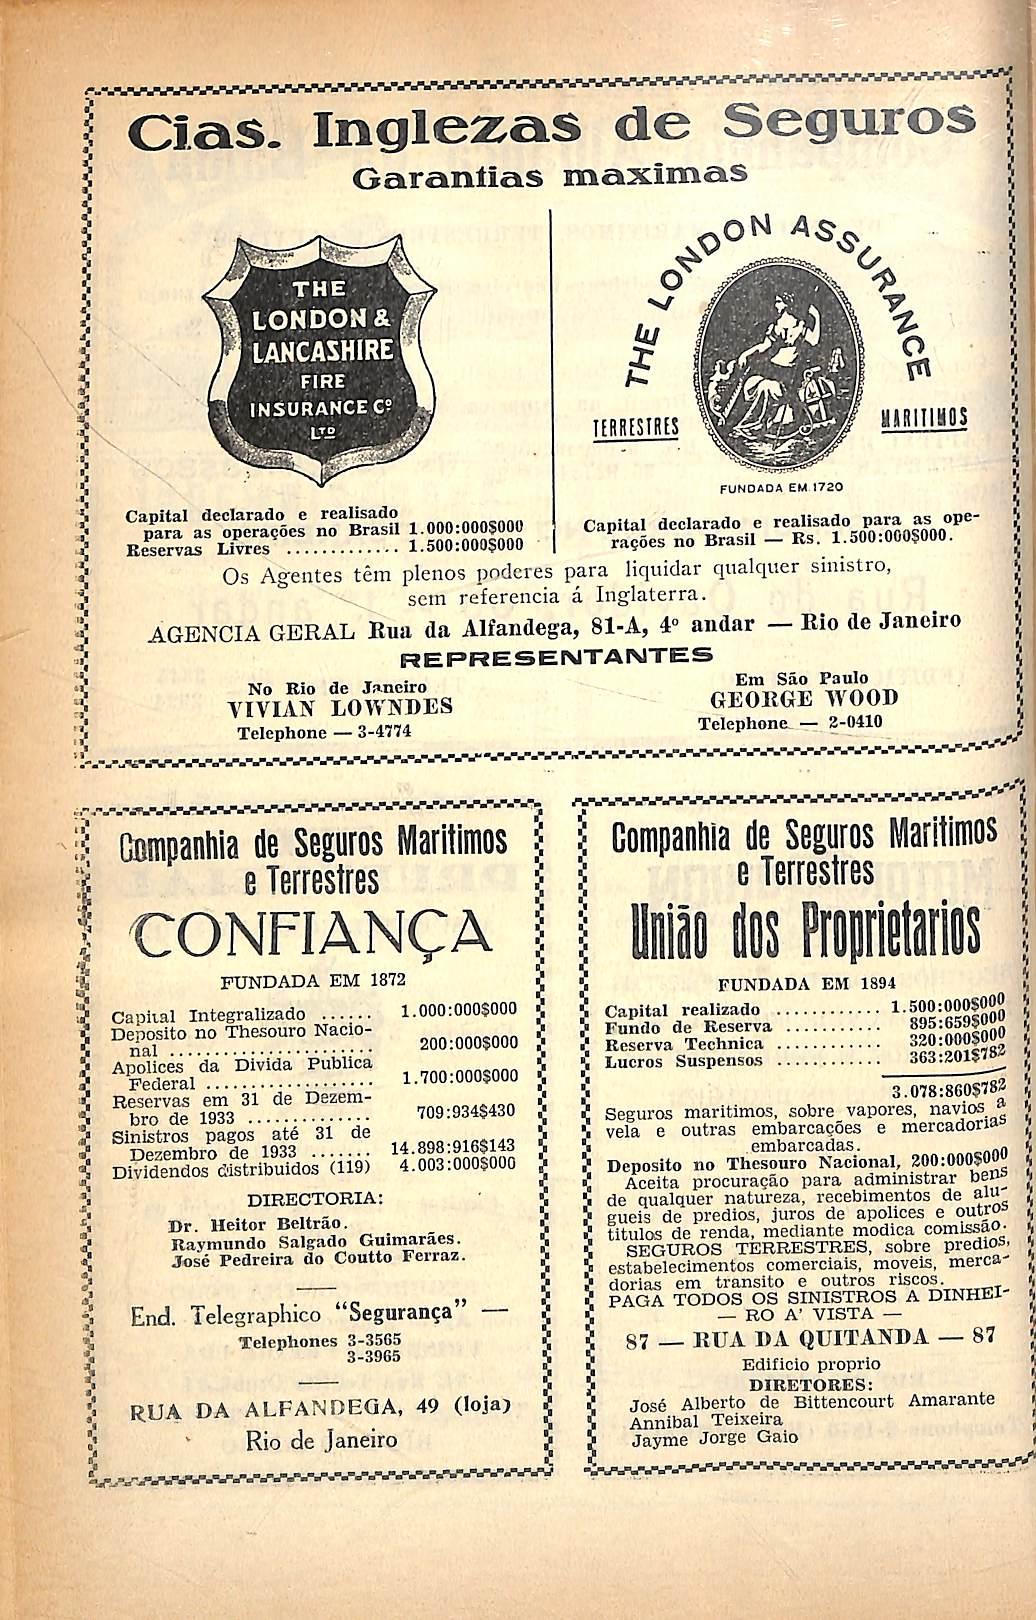 Cias. Inglezas de Seguros
Garantias maximas
THE
LONDON &
LANCASHIRE
FIRE
INSURANCE Cº
LTD
Capital declarado e realisado
para as operações no Brasil 1.000:000$000
Reservas Livres ............. 1.500:000$000
THE LONDON ASSURANCE
TERRESTRES
MARITIMOS
FUNDADA EM 1720
Capital declarado e realisado para as ope-
rações no Brasil — Rs. 1.500:000$000.
Os Agentes têm plenos poderes para liquidar qualquer sinistro,
sem referencia á Inglaterra.
AGENCIA GERAL Rua da Alfandega, 81-A, 4º andar — Rio de Janeiro
REPRESENTANTES
No Rio de Janeiro
VIVIAN LOWNDES
Telephone — 3-4774
Em São Paulo
GEORGE WOOD
Telephone — 2-0410
Companhia de Seguros Maritimos
e Terrestres
CONFIANÇA
FUNDADA EM 1872
Capital Integralizado ...... 1.000:000$000
Deposito no Thesouro Nacio-
nal ....................... 200:000$000
Apolices da Divida Publica
Federal ................... 1.700:000$000
Reservas em 31 de Dezem-
bro de 1933 .............. 709:934$430
Sinistros pagos até 31 de
Dezembro de 1933 ....... 14.898:916$143
Dividendos distribuidos (119) 4.003:000$000
DIRECTORIA:
Dr. Heitor Beltrão.
Raymundo Salgado Guimarães.
José Pedreira do Coutto Ferraz.
End. Telegraphico "Segurança" —
Telephones 3-3565
3-3965
RUA DA ALFANDEGA, 49 (loja)
Rio de Janeiro
Companhia de Seguros Maritimos
e Terrestres
União dos Proprietarios
FUNDADA EM 1894
Capital realizado ............ 1.500:000$000
Fundo de Reserva ........... 895:659$000
Reserva Technica ............ 320:000$000
Lucros Suspensos ............ 363:201$782
3.078:860$782
Seguros maritimos, sobre vapores, navios a
vela e outras embarcações e mercadorias
embarcadas.
Deposito no Thesouro Nacional, 200:000$000
Aceita procuração para administrar bens
de qualquer natureza, recebimentos de alu-
gueis de predios, juros de apolices e outros
titulos de renda, mediante modica comissão.
SEGUROS TERRESTRES, sobre predios,
estabelecimentos comerciais, moveis, merca-
dorias em transito e outros riscos.
PAGA TODOS OS SINISTROS A DINHEI-
— RO A' VISTA —
87 — RUA DA QUITANDA — 87
Edificio proprio
DIRETORES:
José Alberto de Bittencourt Amarante
Annibal Teixeira
Jayme Jorge Gaio